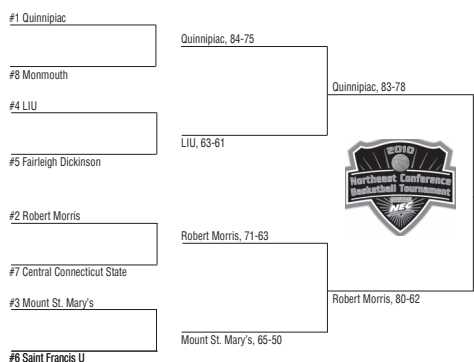 #1 Quinnipiac
Quinnipiac, 84-75
#8 Monmouth
Quinnipiac, 83-78
#4 LIU
LIU, 63-61
#5 Fairleigh Dickinson
2010
Northeast Conference
Basketball Tournament
NEC
#2 Robert Morris
Robert Morris, 71-63
#7 Central Connecticut State
Robert Morris, 80-62
#3 Mount St. Mary's
Mount St. Mary's, 65-50
#6 Saint Francis U